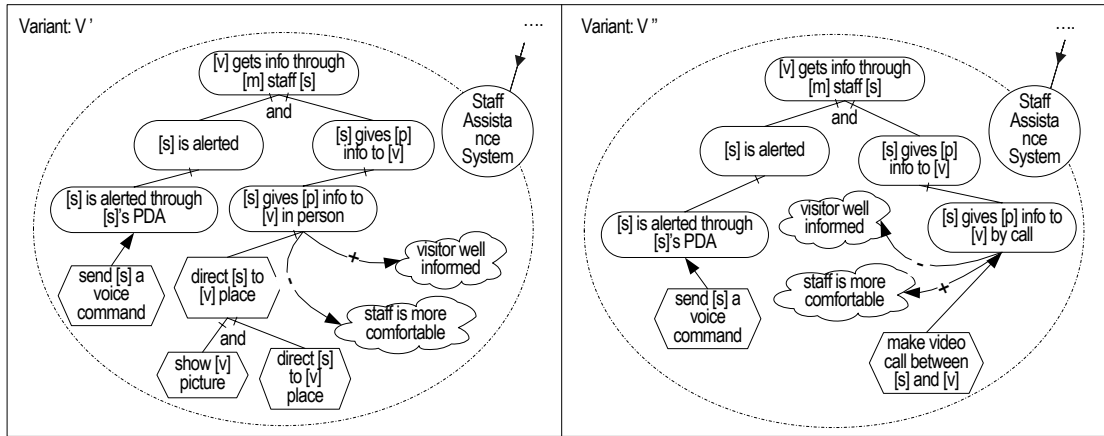 Variant: V '
....
[v] gets info through
[m] staff [s]
and
Staff
Assista
nce
System
[s] is alerted
[s] gives [p]
info to [v]
[s] is alerted through
[s]'s PDA
[s] gives [p] info to
[v] in person
visitor well
informed
+
-
send [s] a
voice
command
direct [s] to
[v] place
staff is more
comfortable
and
show [v]
picture
direct [s]
to [v]
place
Variant: V "
....
[v] gets info through
[m] staff [s]
and
Staff
Assista
nce
System
[s] is alerted
[s] gives [p]
info to [v]
visitor well
informed
[s] is alerted through
[s]'s PDA
[s] gives [p] info to
[v] by call
-
+
staff is more
comfortable
send [s] a
voice
command
make video
call between
[s] and [v]